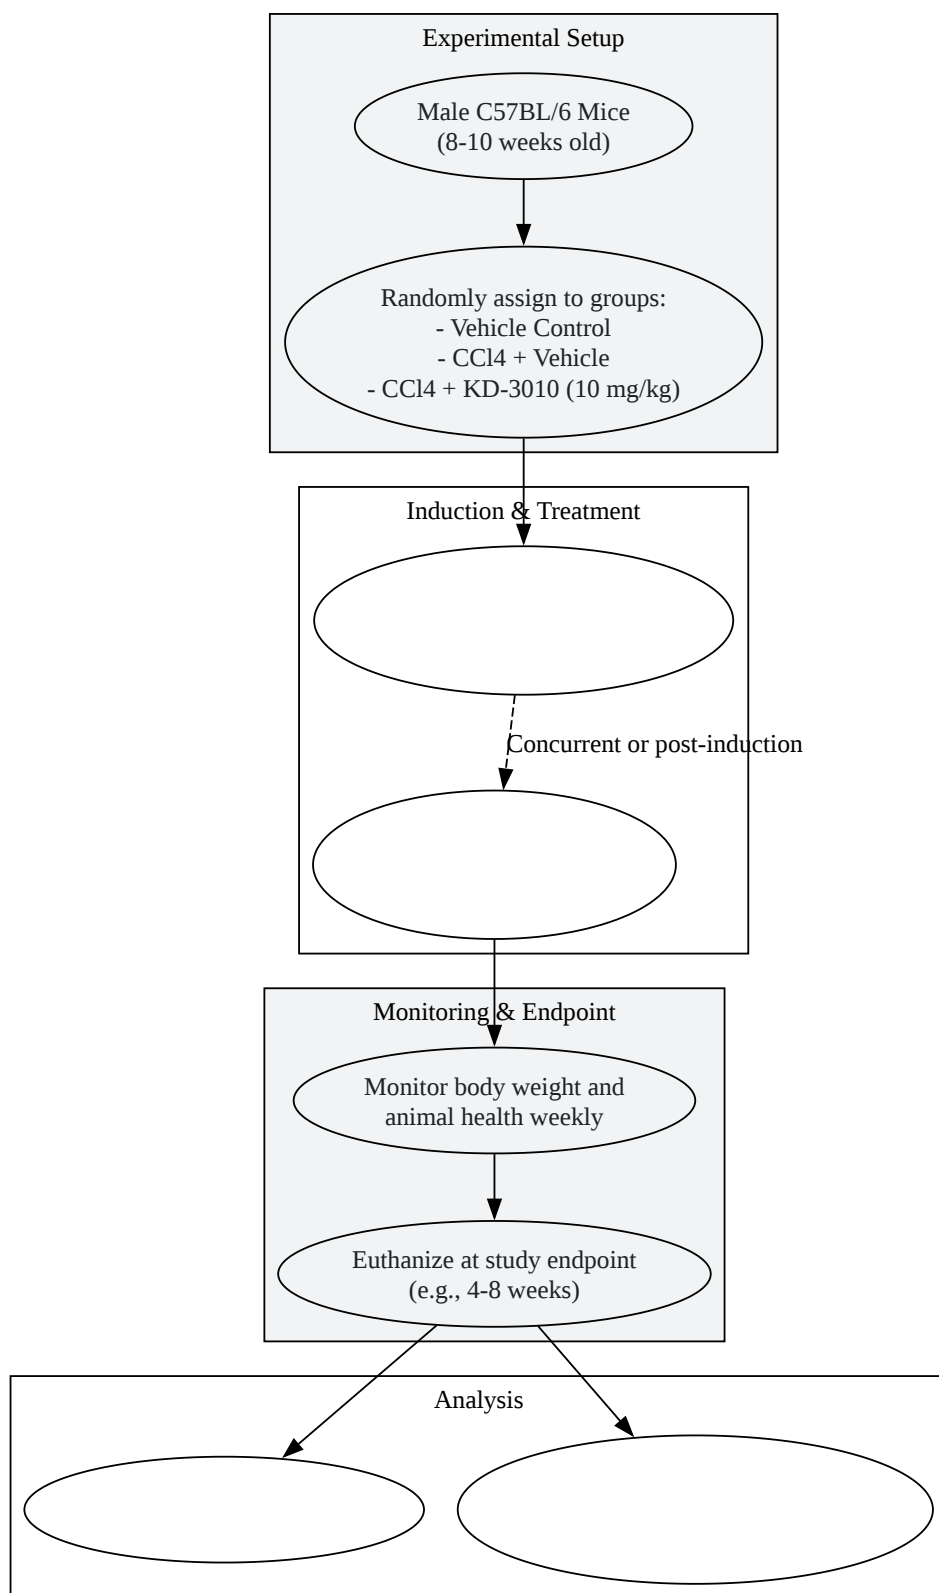 Experimental Setup
Male C57BL/6 Mice
(8-10 weeks old)
Randomly assign to groups:
- Vehicle Control
- CCl4 + Vehicle
- CCl4 + KD-3010 (10 mg/kg)
Induction & Treatment
Concurrent or post-induction
Monitoring & Endpoint
Monitor body weight and
animal health weekly
Euthanize at study endpoint
(e.g., 4-8 weeks)
Analysis